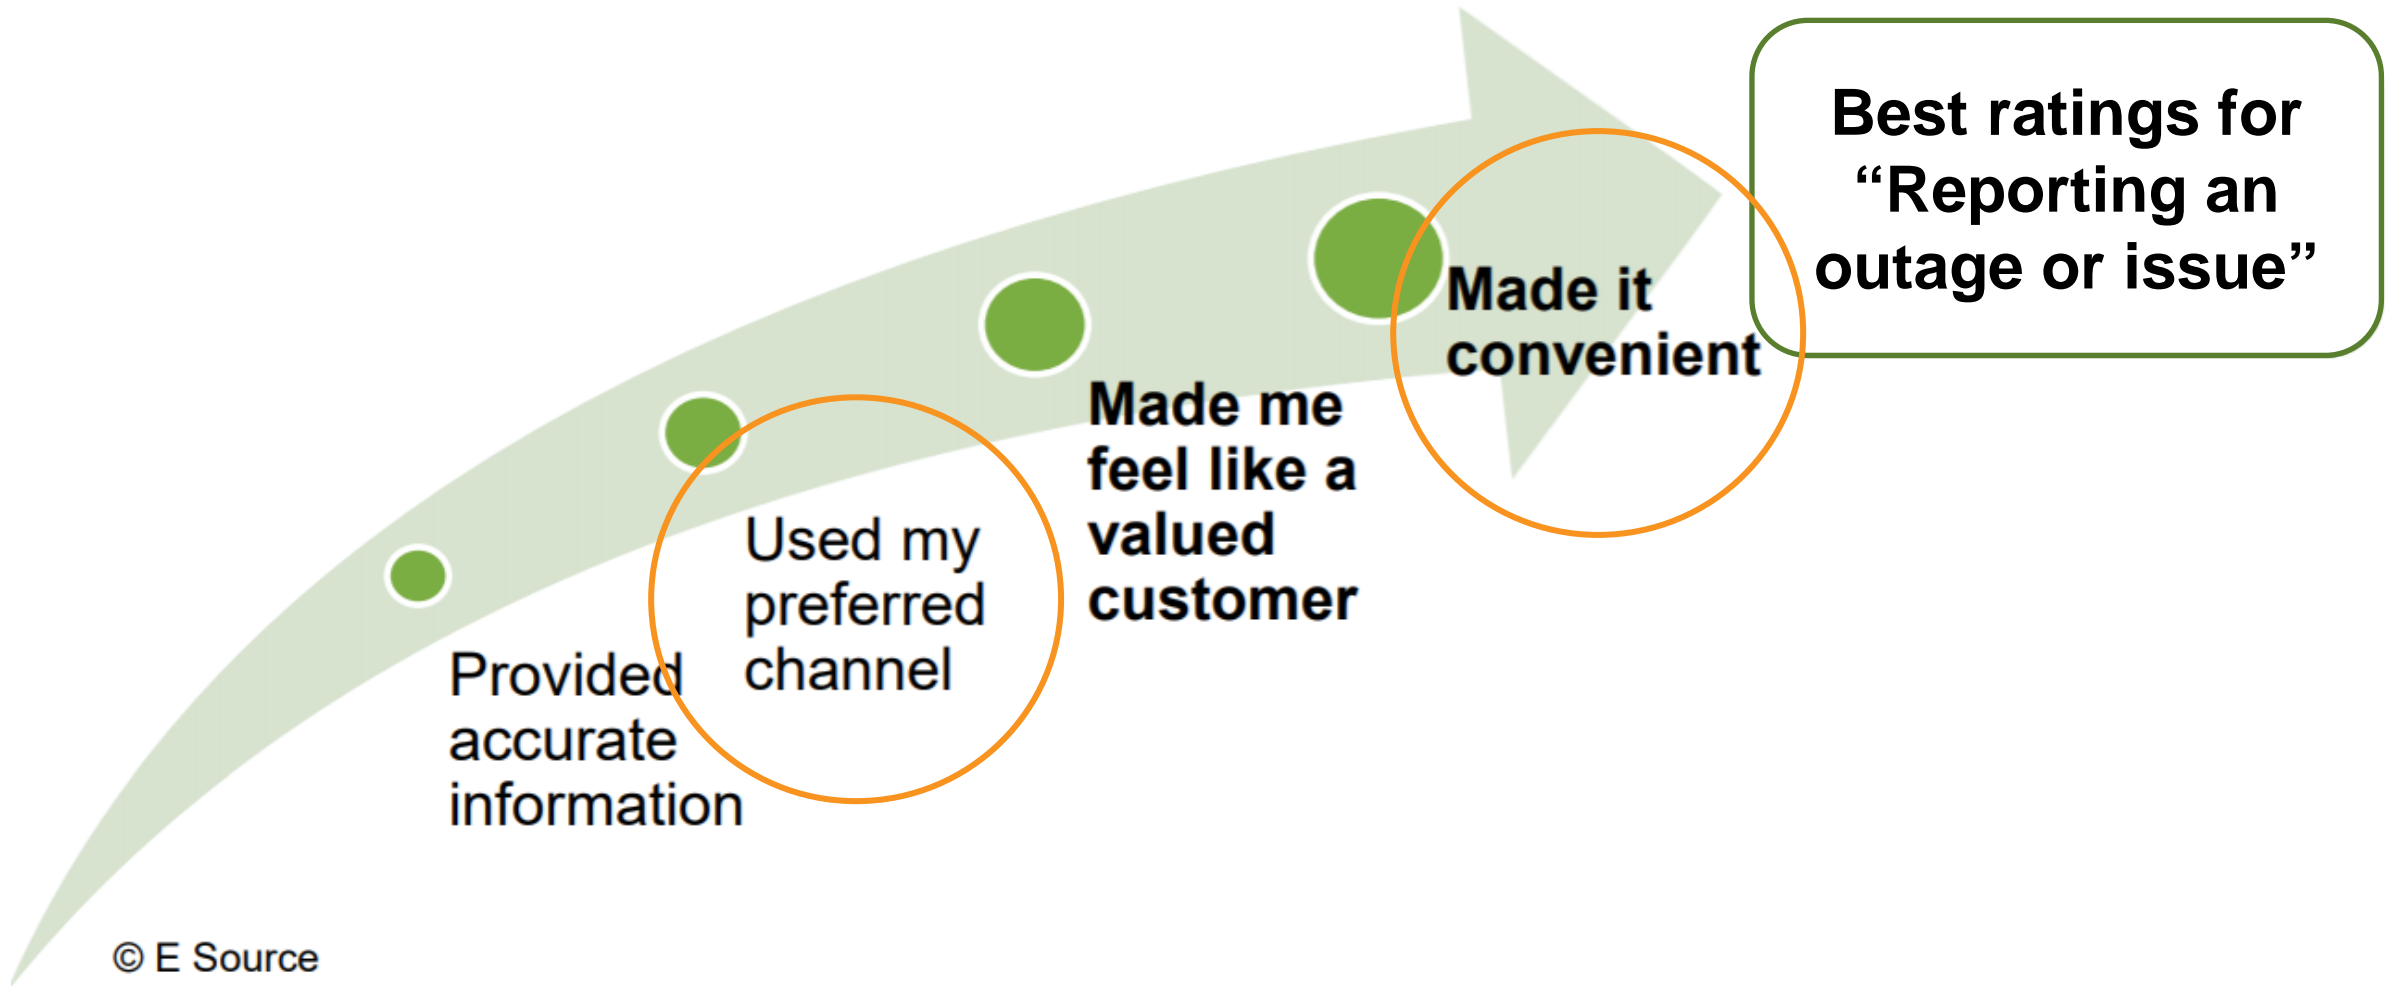 Best ratings for
“Reporting an
outage or issue”
Made it
convenient
Made me
feel like a
valued
customer
Used my
preferred
channel
Provided
accurate
information
© E Source